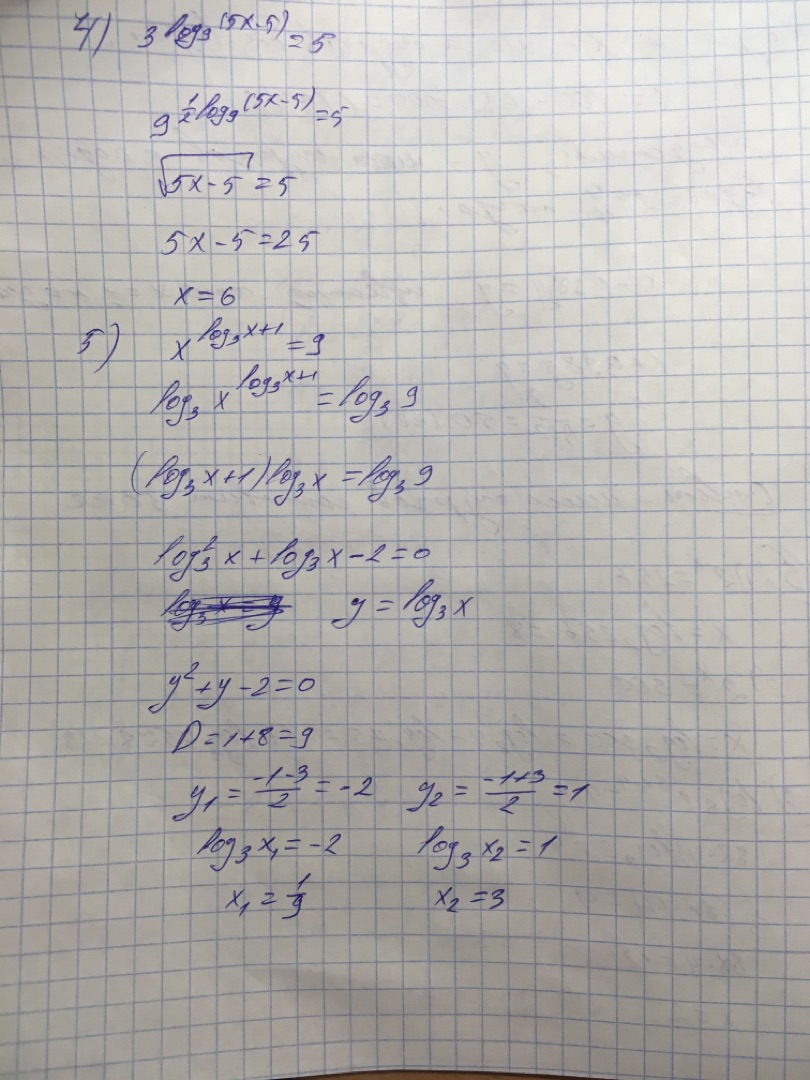 4) 3^{log_9 (5x-5)} = 5
9^{\frac{1}{2} log_9 (5x-5)} = 5
\sqrt{5x-5} = 5
5x-5=25
x=6
5) x^{log_3 x+1} = 9
log_3 x^{log_3 x+1} = log_3 9
(log_3 x+1) log_3 x = log_3 9
log_3^2 x + log_3 x - 2 = 0
y = log_3 x
y^2+y-2=0
D=1+8=9
y_1 = \frac{-1-3}{2} = -2 y_2 = \frac{-1+3}{2} = 1
log_3 x_1 = -2 log_3 x_2 = 1
x_1 = \frac{1}{9} x_2 = 3